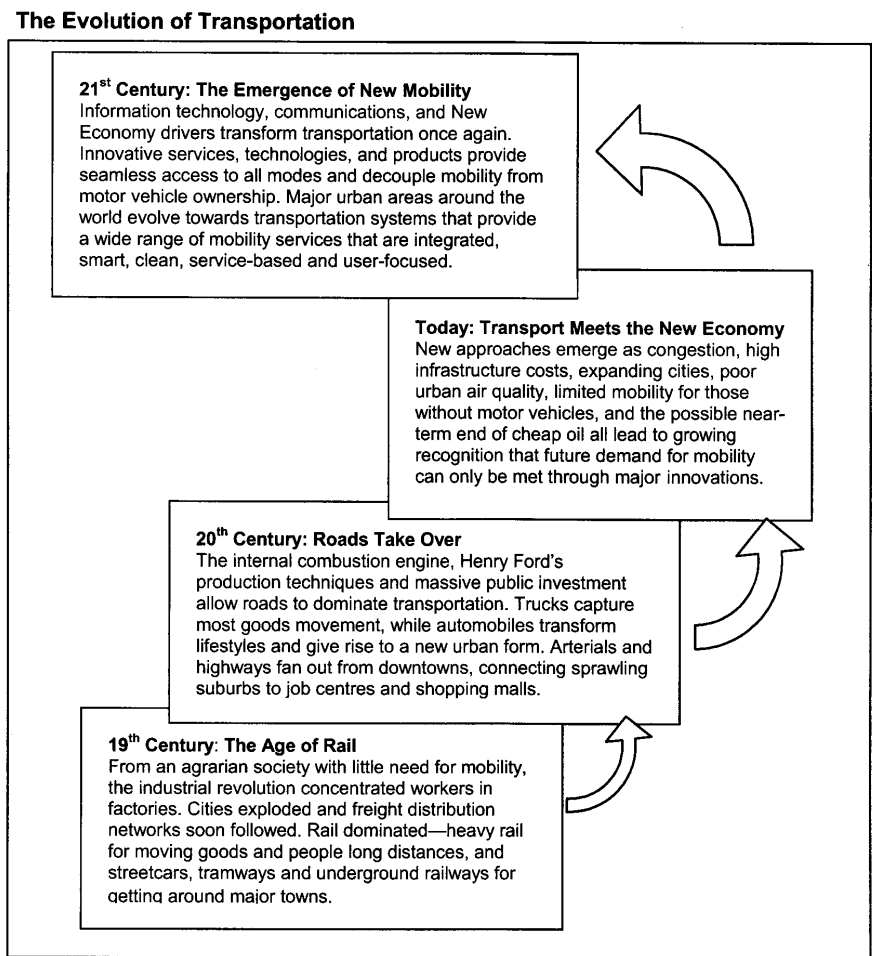 The Evolution of Transportation
21st Century: The Emergence of New Mobility
Information technology, communications, and New
Economy drivers transform transportation once again.
Innovative services, technologies, and products provide
seamless access to all modes and decouple mobility from
motor vehicle ownership. Major urban areas around the
world evolve towards transportation systems that provide
a wide range of mobility services that are integrated,
smart, clean, service-based and user-focused.
Today: Transport Meets the New Economy
New approaches emerge as congestion, high
infrastructure costs, expanding cities, poor
urban air quality, limited mobility for those
without motor vehicles, and the possible near-
term end of cheap oil all lead to growing
recognition that future demand for mobility
can only be met through major innovations.
20th Century: Roads Take Over
The internal combustion engine, Henry Ford's
production techniques and massive public investment
allow roads to dominate transportation. Trucks capture
most goods movement, while automobiles transform
lifestyles and give rise to a new urban form. Arterials and
highways fan out from downtowns, connecting sprawling
suburbs to job centres and shopping malls.
19th Century: The Age of Rail
From an agrarian society with little need for mobility,
the industrial revolution concentrated workers in
factories. Cities exploded and freight distribution
networks soon followed. Rail dominated—heavy rail
for moving goods and people long distances, and
streetcars, tramways and underground railways for
getting around major towns.